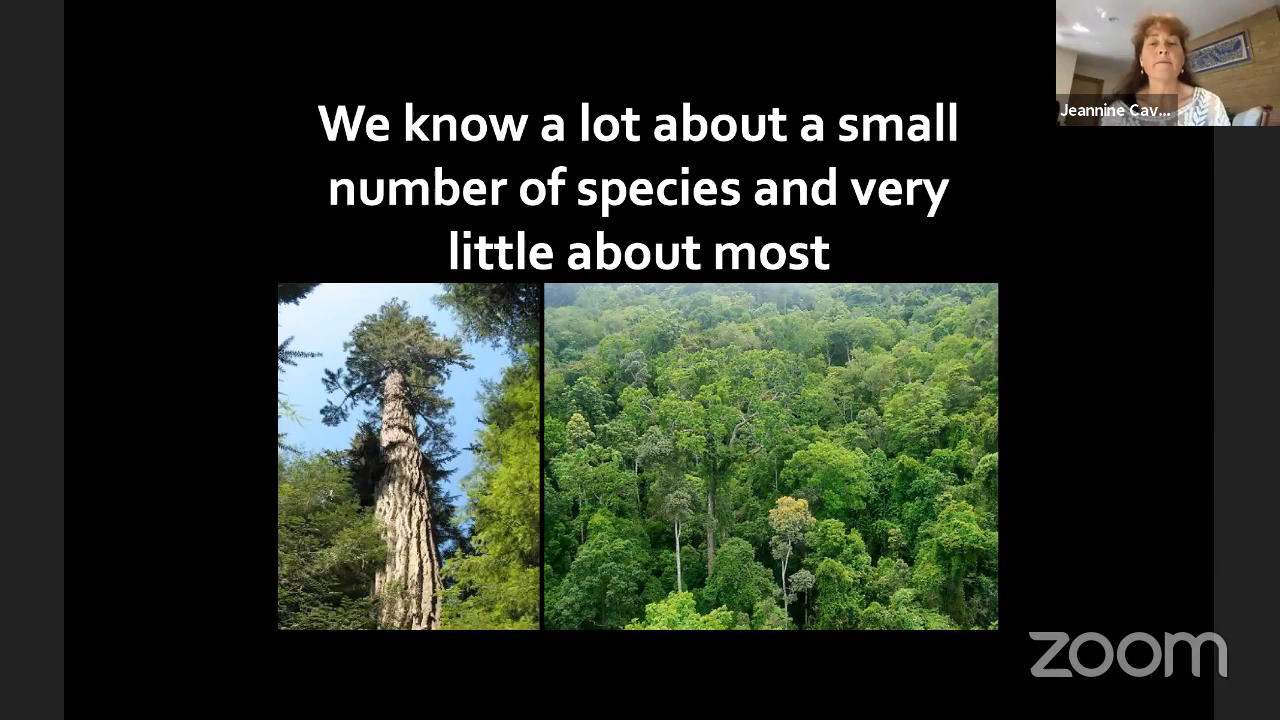 We know a lot about a small
number of species and very
little about most
Jeannine Cav...
zoom